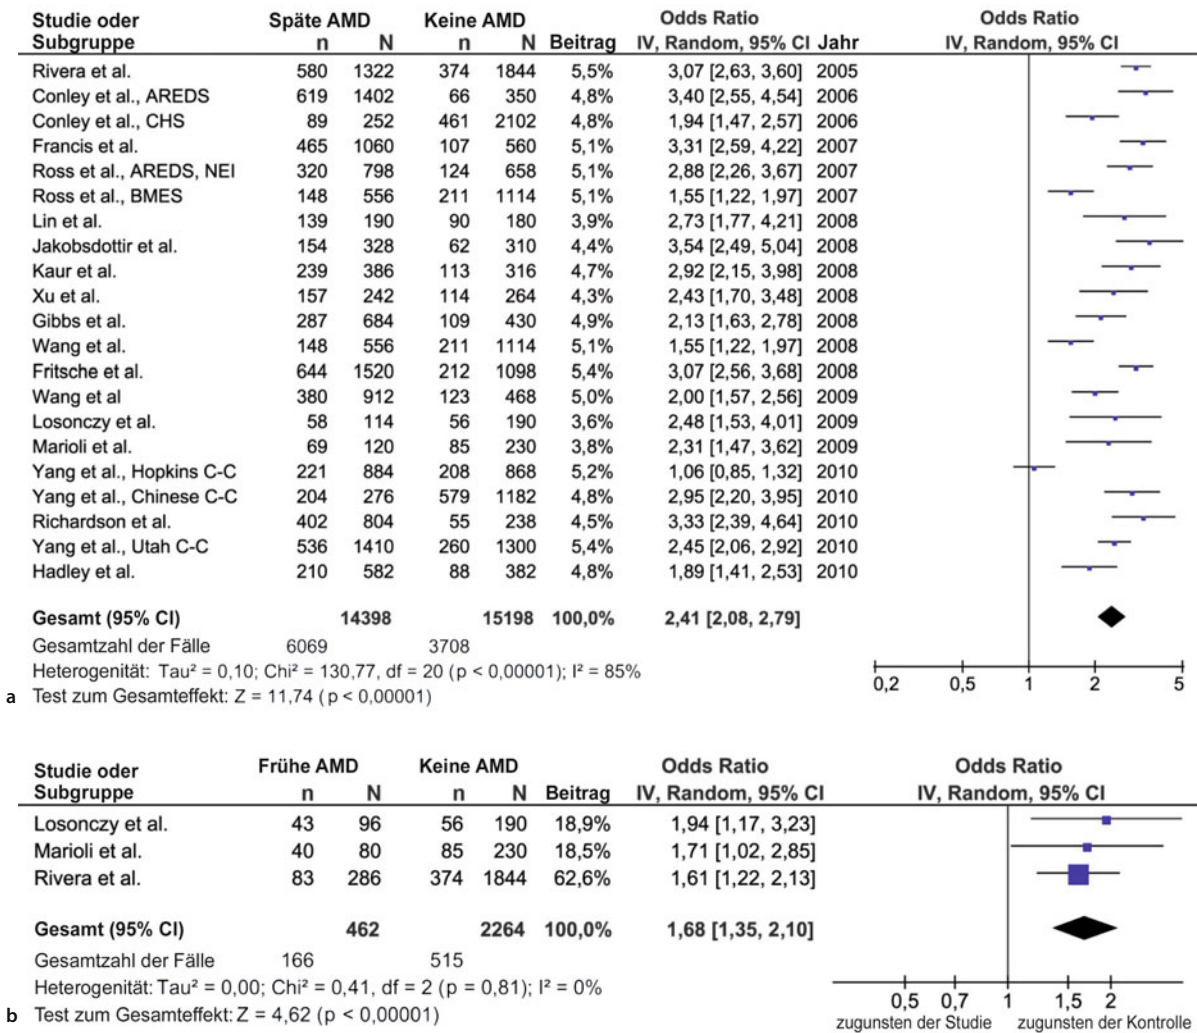 Studie oder Späte AMD Keine AMD Odds Ratio Odds Ratio
Subgruppe n N n N Beitrag IV, Random, 95% CI Jahr IV, Random, 95% CI
Rivera et al. 580 1322 374 1844 5,5% 3,07 [2,63, 3,60] 2005
Conley et al., AREDS 619 1402 66 350 4,8% 3,40 [2,55, 4,54] 2006
Conley et al., CHS 89 252 461 2102 4,8% 1,94 [1,47, 2,57] 2006
Francis et al. 465 1060 107 560 5,1% 3,31 [2,59, 4,22] 2007
Ross et al., AREDS, NEI 320 798 124 658 5,1% 2,88 [2,26, 3,67] 2007
Ross et al., BMES 148 556 211 1114 5,1% 1,55 [1,22, 1,97] 2007
Lin et al. 139 190 90 180 3,9% 2,73 [1,77, 4,21] 2008
Jakobsdottir et al. 154 328 62 310 4,4% 3,54 [2,49, 5,04] 2008
Kaur et al. 239 386 113 316 4,7% 2,92 [2,15, 3,98] 2008
Xu et al. 157 242 114 264 4,3% 2,43 [1,70, 3,48] 2008
Gibbs et al. 287 684 109 430 4,9% 2,13 [1,63, 2,78] 2008
Wang et al. 148 556 211 1114 5,1% 1,55 [1,22, 1,97] 2008
Fritsche et al. 644 1520 212 1098 5,4% 3,07 [2,56, 3,68] 2008
Wang et al 380 912 123 468 5,0% 2,00 [1,57, 2,56] 2009
Losonczy et al. 58 114 56 190 3,6% 2,48 [1,53, 4,01] 2009
Marioli et al. 69 120 85 230 3,8% 2,31 [1,47, 3,62] 2009
Yang et al., Hopkins C-C 221 884 208 868 5,2% 1,06 [0,85, 1,32] 2010
Yang et al., Chinese C-C 204 276 579 1182 4,8% 2,95 [2,20, 3,95] 2010
Richardson et al. 402 804 55 238 4,5% 3,33 [2,39, 4,64] 2010
Yang et al., Utah C-C 536 1410 260 1300 5,4% 2,45 [2,06, 2,92] 2010
Hadley et al. 210 582 88 382 4,8% 1,89 [1,41, 2,53] 2010
Gesamt (95% CI) 14398 15198 100,0% 2,41 [2,08, 2,79]
Gesamtzahl der Fälle 6069 3708
Heterogenität: Tau² = 0,10; Chi² = 130,77, df = 20 (p < 0,00001); I² = 85%
0,2 0,5 1 2 5
a Test zum Gesamteffekt: Z = 11,74 (p < 0,00001)
Studie oder Frühe AMD Keine AMD Odds Ratio Odds Ratio
Subgruppe n N n N Beitrag IV, Random, 95% CI IV, Random, 95% CI
Losonczy et al. 43 96 56 190 18,9% 1,94 [1,17, 3,23]
Marioli et al. 40 80 85 230 18,5% 1,71 [1,02, 2,85]
Rivera et al. 83 286 374 1844 62,6% 1,61 [1,22, 2,13]
Gesamt (95% CI) 462 2264 100,0% 1,68 [1,35, 2,10]
Gesamtzahl der Fälle 166 515
Heterogenität: Tau² = 0,00; Chi² = 0,41, df = 2 (p = 0,81); I² = 0%
0,5 0,7 1 1,5 2
b Test zum Gesamteffekt: Z = 4,62 (p < 0,00001) zugunsten der Studie zugunsten der Kontrolle